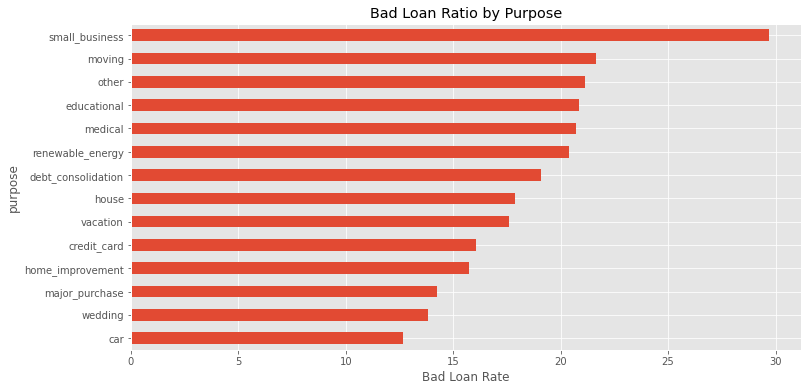 Bad Loan Ratio by Purpose
purpose
small_business
moving
other
educational
medical
renewable_energy
debt_consolidation
house
vacation
credit_card
home_improvement
major_purchase
wedding
car
0 5 10 15 20 25 30
Bad Loan Rate